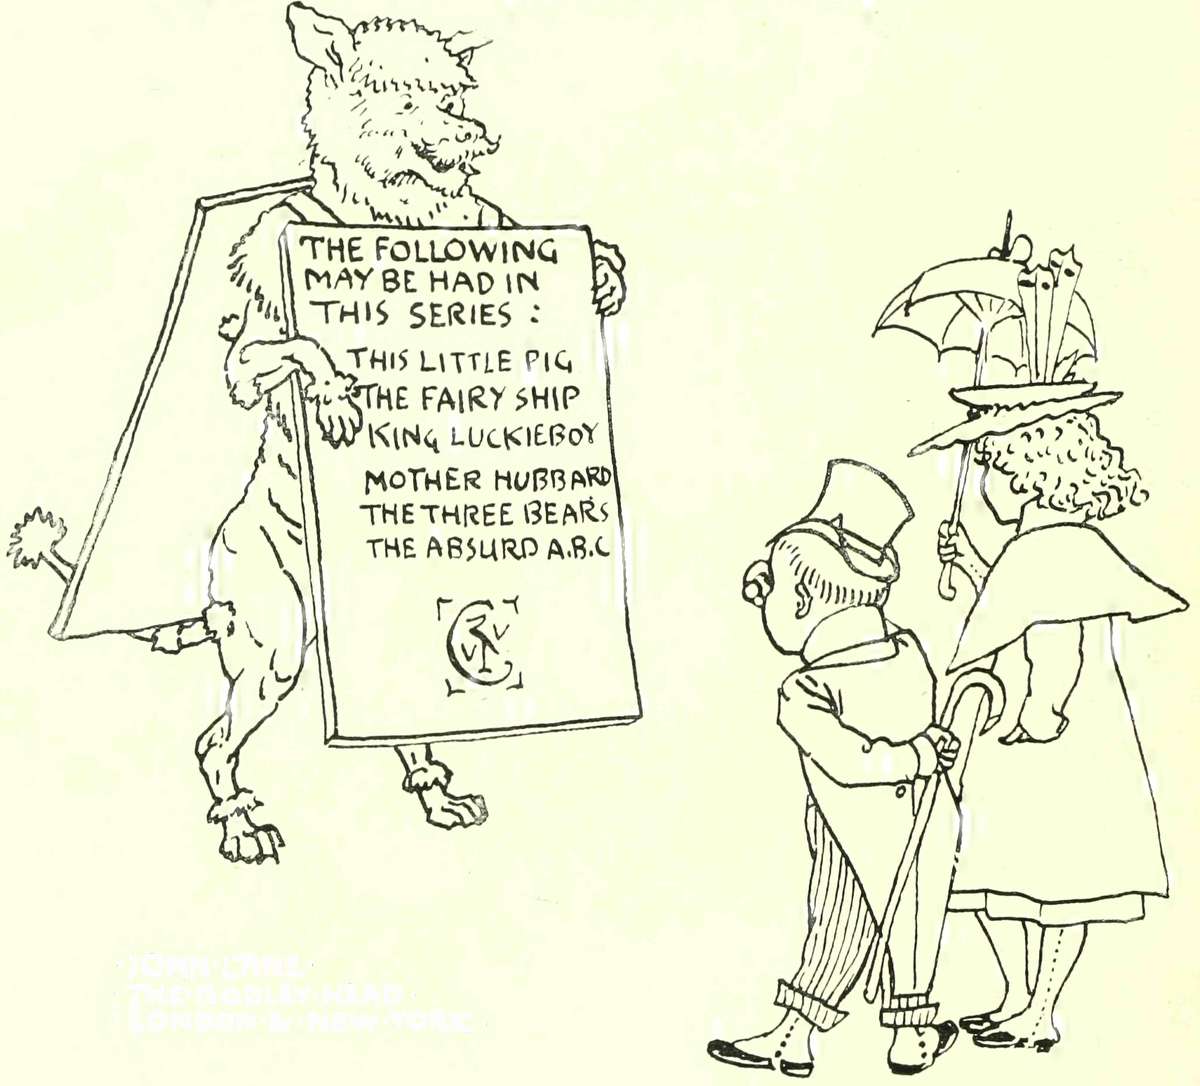 THE FOLLOWING
MAY BE HAD IN
THIS SERIES :
THIS LITTLE PIG
THE FAIRY SHIP
KING LUCKIEBOY
MOTHER HUBBARD
THE THREE BEARS
THE ABSURD A.B.C
JOHN·LANE
THE·BODLEY·HEAD
LONDON·&·NEW·YORK